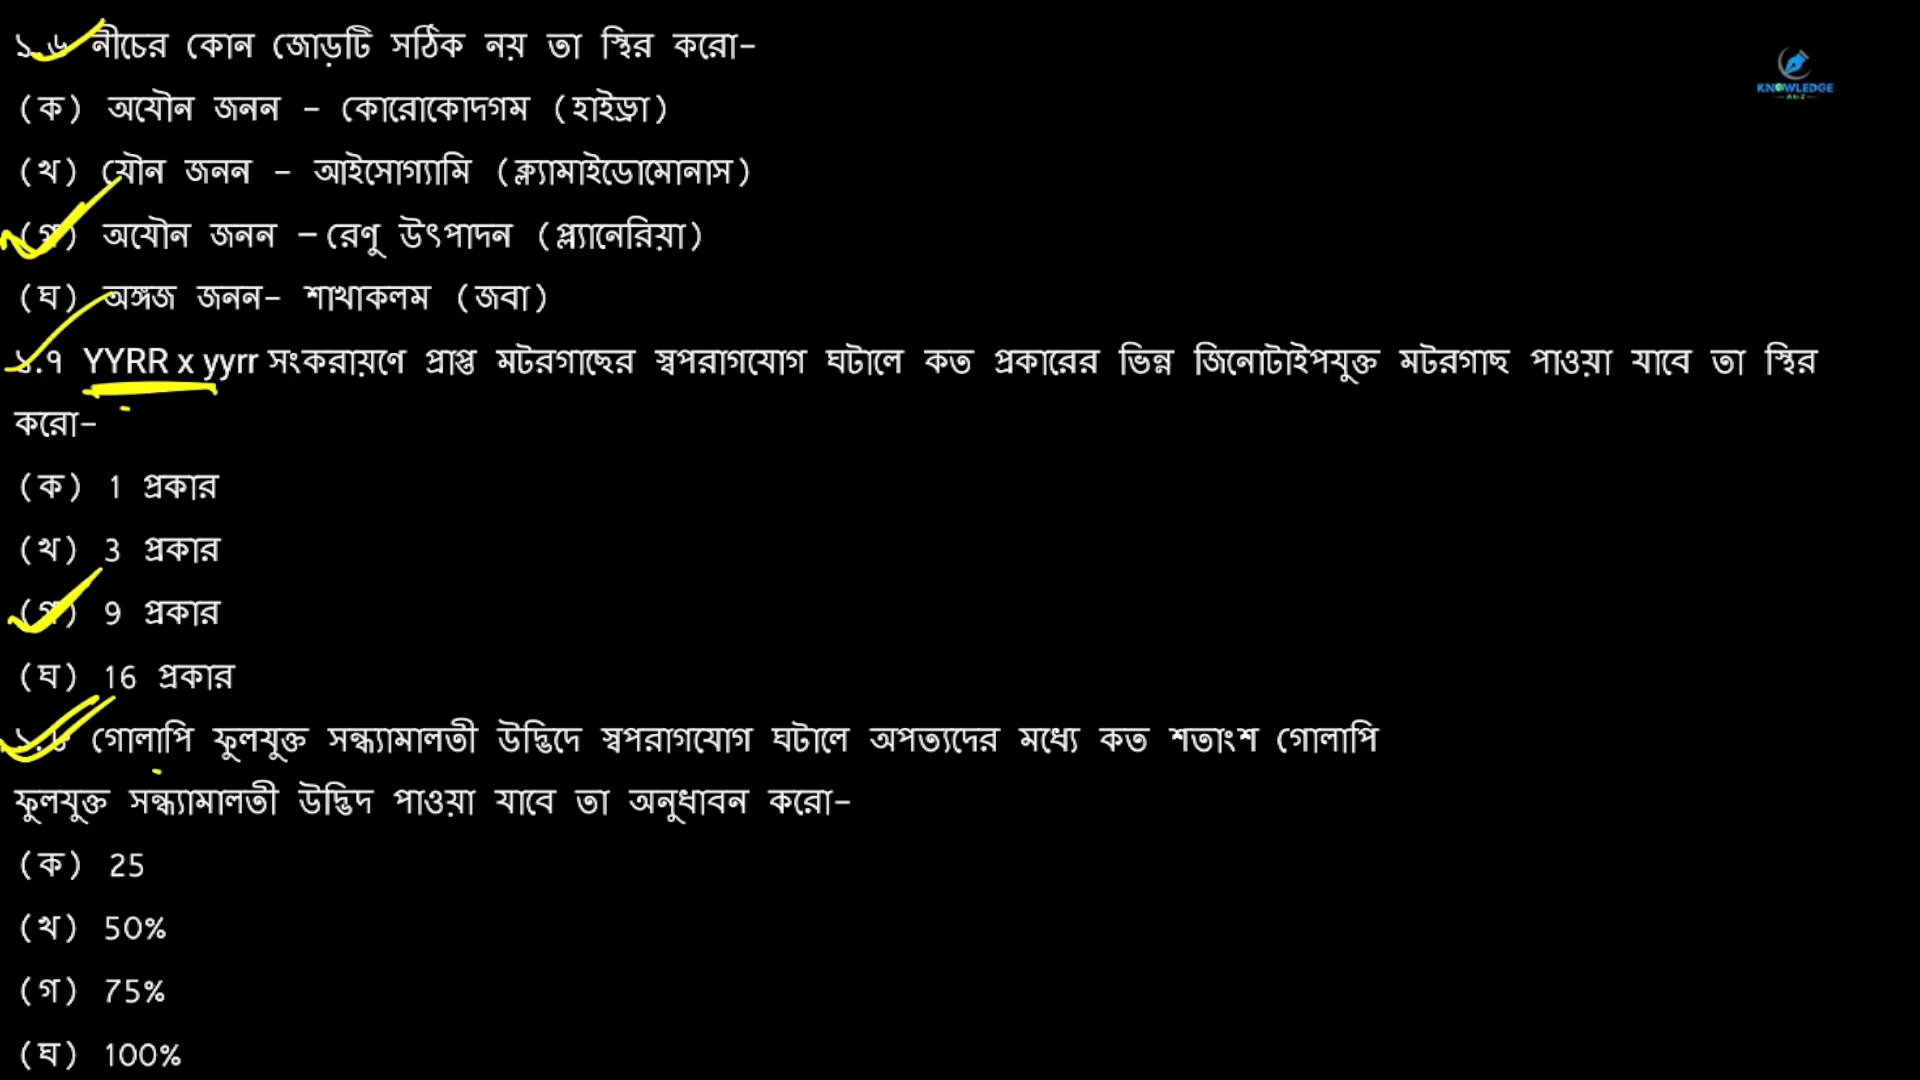 ১.৬ নীচের কোন জোড়টি সঠিক নয় তা স্থির করো-
KNOWLEDGE
(ক) অযৌন জনন - কোরোকোদগম (হাইড্রা)
(খ) যৌন জনন - আইসোগ্যামি (ক্ল্যামাইডোমোনাস)
(গ) অযৌন জনন – রেণু উৎপাদন (প্ল্যানেরিয়া)
(ঘ) অঙ্গজ জনন- শাখাকলম (জবা)
১.৭ YYRR x yyrr সংকরায়ণে প্রাপ্ত মটরগাছের স্বপরাগযোগ ঘটালে কত প্রকারের ভিন্ন জিনোটাইপযুক্ত মটরগাছ পাওয়া যাবে তা স্থির
করো-
(ক) 1 প্রকার
(খ) 3 প্রকার
(গ) 9 প্রকার
(ঘ) 16 প্রকার
১.৮ গোলাপি ফুলযুক্ত সন্ধ্যামালতী উদ্ভিদে স্বপরাগযোগ ঘটালে অপত্যদের মধ্যে কত শতাংশ গোলাপি
ফুলযুক্ত সন্ধ্যামালতী উদ্ভিদ পাওয়া যাবে তা অনুধাবন করো-
(ক) 25
(খ) 50%
(গ) 75%
(ঘ) 100%